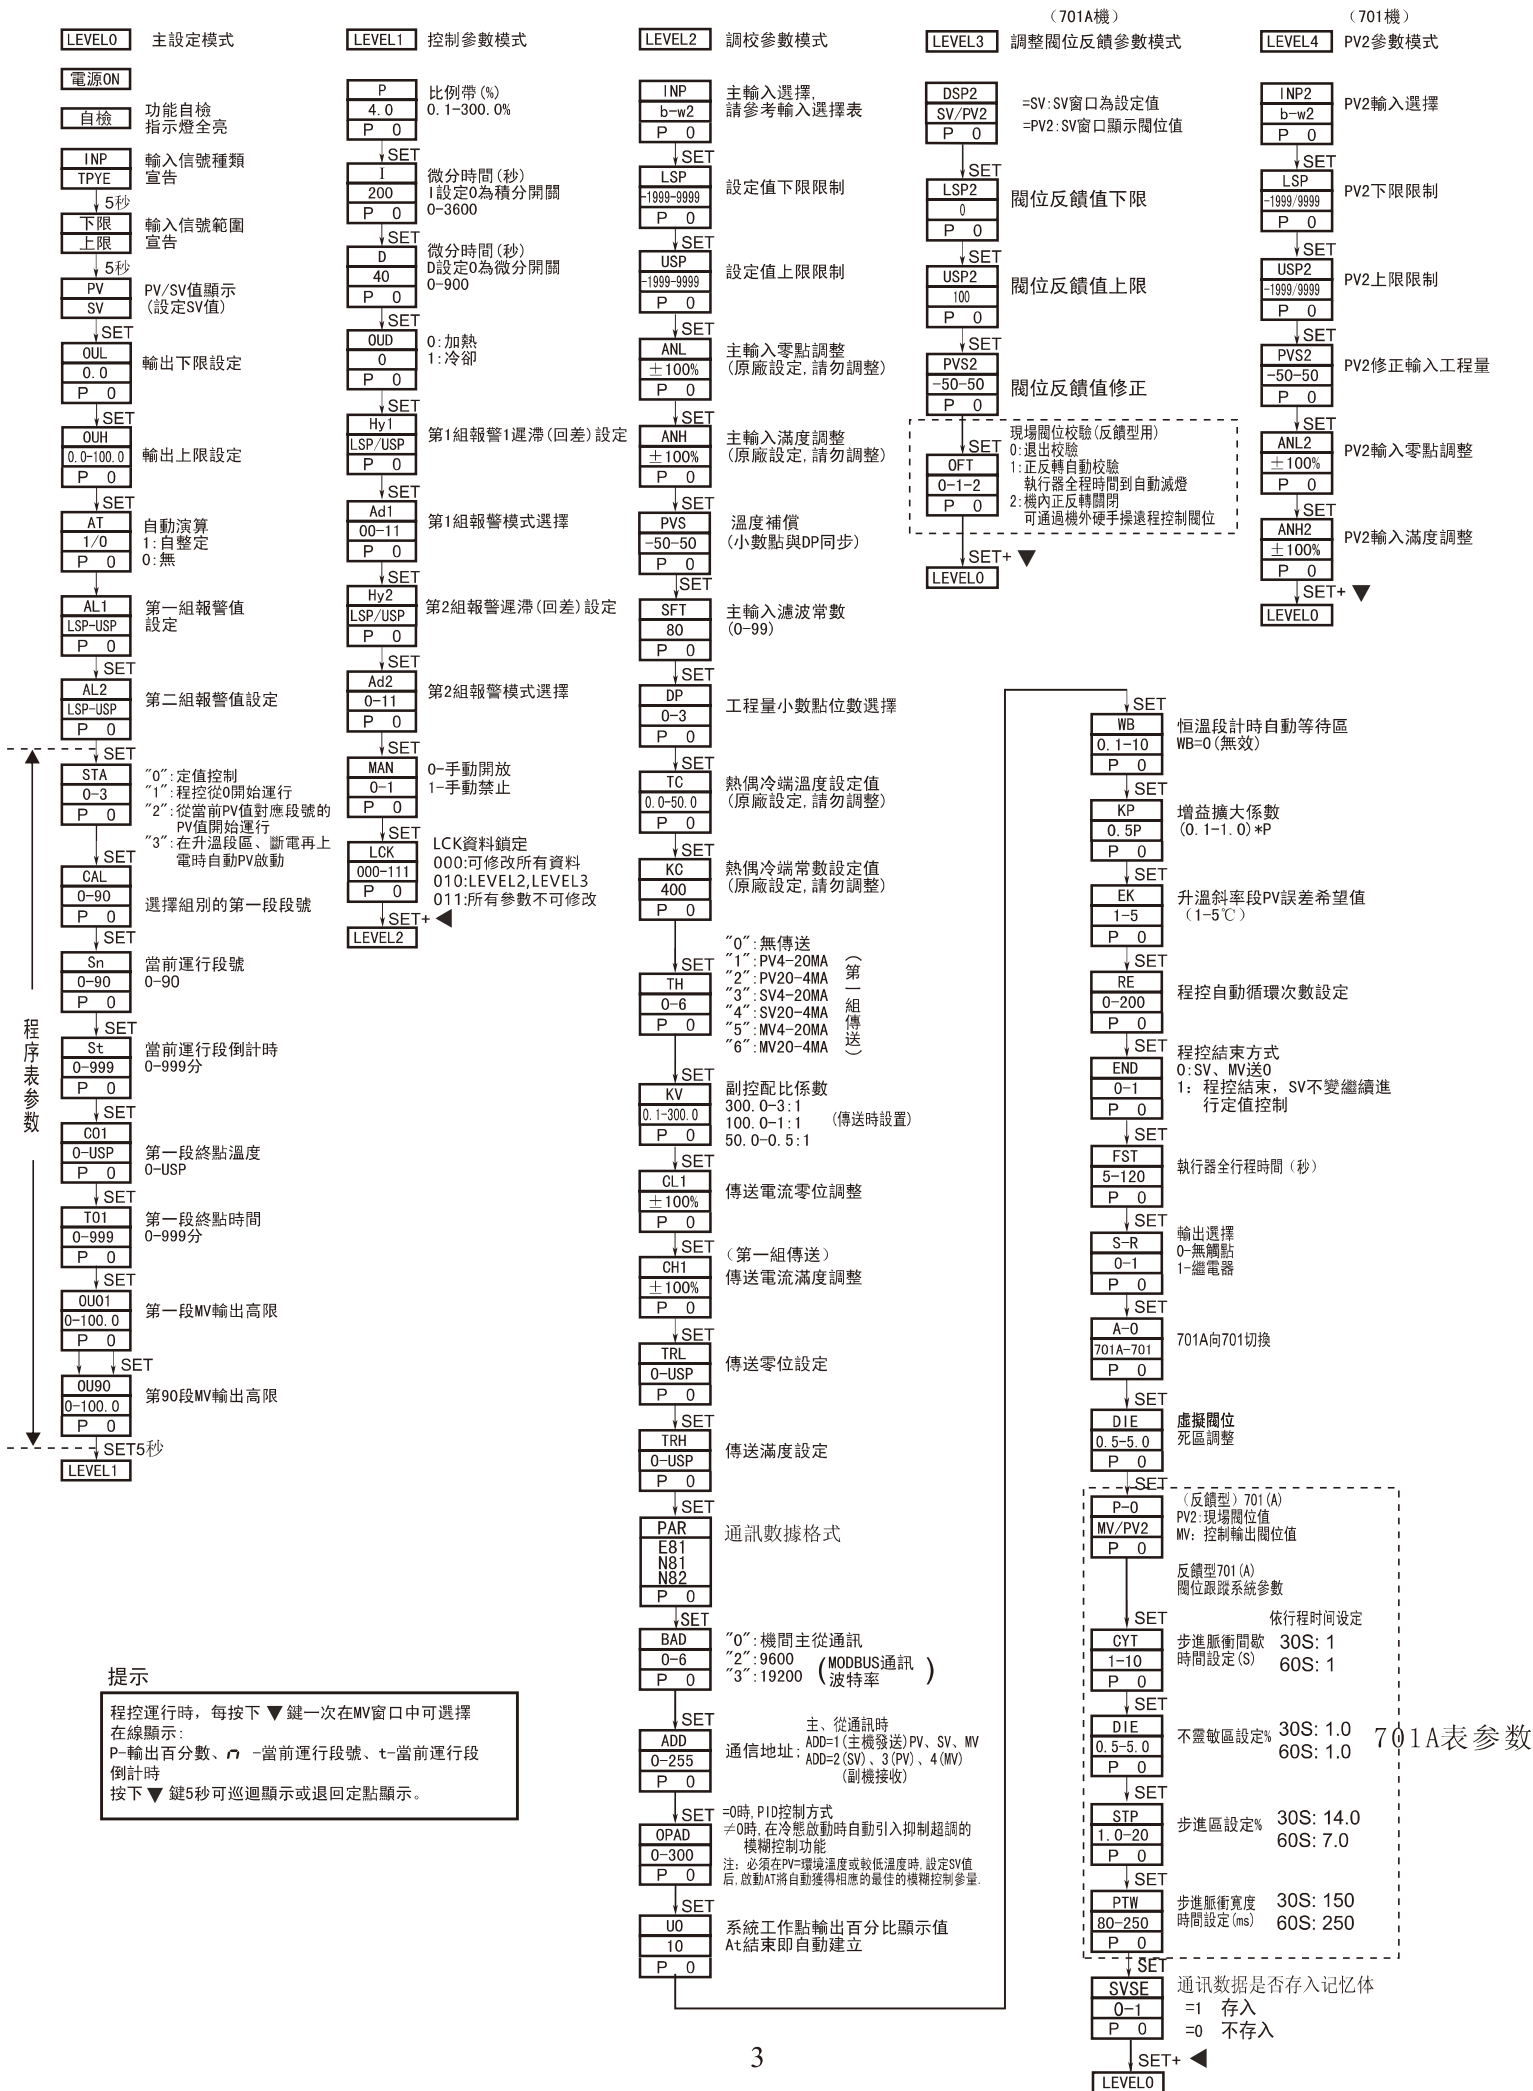 LEVEL0 主設定模式
電源ON
自檢 功能自檢
指示燈全亮
INP 輸入信號種類
TPYE 宣告
5秒
下限 輸入信號範圍
上限 宣告
5秒
PV PV/SV值顯示
SV (設定SV值)
SET
OUL
0.0 輸出下限設定
P 0
SET
OUH
0.0-100.0 輸出上限設定
P 0
SET
AT 自動演算
1/0 1:自整定
P 0 0:無
AL1 第一組報警值
LSP-USP 設定
P 0
SET
AL2
LSP-USP 第二組報警值設定
P 0
SET
程序表参数
STA "0":定值控制
0-3 "1":程控從0開始運行
P 0 "2":從當前PV值對應段號的
PV值開始運行
"3":在升溫段區、斷電再上
電時自動PV啟動
SET
CAL
0-90
P 0 選擇組別的第一段段號
SET
Sn 當前運行段號
0-90 0-90
P 0
SET
St 當前運行段倒計時
0-999 0-999分
P 0
SET
CO1
0-USP 第一段終點溫度
P 0 0-USP
SET
T01 第一段終點時間
0-999 0-999分
P 0
SET
OU01
0-100.0 第一段MV輸出高限
P 0
SET
OU90
0-100.0 第90段MV輸出高限
P 0
SET5秒
LEVEL1
提示
程控運行時，每按下 ▼ 鍵一次在MV窗口中可選擇
在線顯示:
P-輸出百分數、n -當前運行段號、t-當前運行段
倒計時
按下 ▼ 鍵5秒可巡迴顯示或退回定點顯示。
LEVEL1 控制參數模式
P 比例帶(%)
4.0 0.1-300.0%
P 0
SET
I 微分時間(秒)
200 I設定0為積分開關
P 0 0-3600
SET
D 微分時間(秒)
40 D設定0為微分開關
P 0 0-900
SET
OUD 0:加熱
0 1:冷卻
P 0
SET
Hy1
LSP/USP 第1組報警1遲滯(回差)設定
P 0
SET
Ad1
00-11 第1組報警模式選擇
P 0
SET
Hy2
LSP/USP 第2組報警遲滯(回差)設定
P 0
SET
Ad2
0-11 第2組報警模式選擇
P 0
SET
MAN 0-手動開放
0-1 1-手動禁止
P 0
SET
LCK LCK資料鎖定
000-111 000:可修改所有資料
P 0 010:LEVEL2,LEVEL3
011:所有參數不可修改
SET+ ◀
LEVEL2
LEVEL2 調校參數模式
INP 主輸入選擇,
b-w2 請參考輸入選擇表
P 0
SET
LSP
-1999-9999 設定值下限限制
P 0
SET
USP
-1999-9999 設定值上限限制
P 0
SET
ANL 主輸入零點調整
±100% (原廠設定,請勿調整)
P 0
SET
ANH 主輸入滿度調整
±100% (原廠設定,請勿調整)
P 0
SET
PVS 溫度補償
-50-50 (小數點與DP同步)
P 0
SET
SFT 主輸入濾波常數
80 (0-99)
P 0
SET
DP
0-3 工程量小數點位數選擇
P 0
SET
TC 熱偶冷端溫度設定值
0.0-50.0 (原廠設定,請勿調整)
P 0
SET
KC 熱偶冷端常數設定值
400 (原廠設定,請勿調整)
P 0
SET
TH
0-6
P 0
"0":無傳送
"1":PV4-20MA
"2":PV20-4MA
"3":SV4-20MA
"4":SV20-4MA
"5":MV4-20MA
"6":MV20-4MA
(第一組傳送)
SET
KV 副控配比係數
0.1-300.0 300.0-3:1
P 0 100.0-1:1 (傳送時設置)
50.0-0.5:1
SET
CL1
±100% 傳送電流零位調整
P 0
SET (第一組傳送)
CH1
±100% 傳送電流滿度調整
P 0
SET
TRL
0-USP 傳送零位設定
P 0
SET
TRH
0-USP 傳送滿度設定
P 0
SET
PAR 通訊數據格式
E81
N81
N82
P 0
SET
BAD "0":機間主從通訊
0-6 "2":9600
P 0 "3":19200 (MODBUS通訊
波特率)
SET
ADD
0-255 通信地址;
P 0
主、從通訊時
ADD=1(主機發送)PV、SV、MV
ADD=2(SV)、3(PV)、4(MV)
(副機接收)
SET
OPAD
0-300
P 0
=0時,PID控制方式
≠0時,在冷態啟動時自動引入抑制超調的
模糊控制功能
注: 必須在PV=環境溫度或較低溫度時,設定SV值
后,啟動AT將自動獲得相應的最佳的模糊控制參量.
SET
U0 系統工作點輸出百分比顯示值
10 At結束即自動建立
P 0
(701A機)
LEVEL3 調整閥位反饋參數模式
DSP2 =SV:SV窗口為設定值
SV/PV2 =PV2:SV窗口顯示閥位值
P 0
SET
LSP2
0 閥位反饋值下限
P 0
SET
USP2
100 閥位反饋值上限
P 0
SET
PVS2
-50-50 閥位反饋值修正
P 0
SET
OFT
0-1-2
P 0
現場閥位校驗(反饋型用)
0:退出校驗
1:正反轉自動校驗
執行器全程時間到自動滅燈
2:機內正反轉關閉
可通過機外硬手操遠程控制閥位
SET+ ▼
LEVEL0
(701機)
LEVEL4 PV2參數模式
INP2
b-w2 PV2輸入選擇
P 0
SET
LSP
-1999/9999 PV2下限限制
P 0
SET
USP2
-1999/9999 PV2上限限制
P 0
SET
PVS2
-50-50 PV2修正輸入工程量
P 0
SET
ANL2
±100% PV2輸入零點調整
P 0
SET
ANH2
±100% PV2輸入滿度調整
P 0
SET+ ▼
LEVEL0
SET
WB 恒溫段計時自動等待區
0.1-10 WB=0(無效)
P 0
SET
KP 增益擴大係數
0.5P (0.1-1.0)*P
P 0
SET
EK 升溫斜率段PV誤差希望值
1-5 （1-5℃）
P 0
SET
RE
0-200 程控自動循環次數設定
P 0
SET
END 程控結束方式
0-1 0:SV、MV送0
P 0 1: 程控結束, SV不變繼續進
行定值控制
SET
FST
5-120 執行器全行程時間（秒）
P 0
SET
S-R 輸出選擇
0-1 0-無觸點
P 0 1-繼電器
SET
A-0
701A-701 701A向701切換
P 0
SET
DIE 虛擬閥位
0.5-5.0 死區調整
P 0
SET
P-0 （反饋型）701(A)
MV/PV2 PV2:現場閥位值
P 0 MV: 控制輸出閥位值
反饋型701(A)
閥位跟蹤系統參數
SET 依行程时间设定
CYT 步進脈衝間歇 30S: 1
1-10 時間設定(S) 60S: 1
P 0
SET
DIE 不靈敏區設定% 30S: 1.0
0.5-5.0 60S: 1.0
P 0
701A表参数
SET
STP 步進區設定% 30S: 14.0
1.0-20 60S: 7.0
P 0
SET
PTW 步進脈衝寬度 30S: 150
80-250 時間設定(ms) 60S: 250
P 0
SET
SVSE 通讯数据是否存入记忆体
0-1 =1 存入
P 0 =0 不存入
SET+ ◀
LEVEL0
3